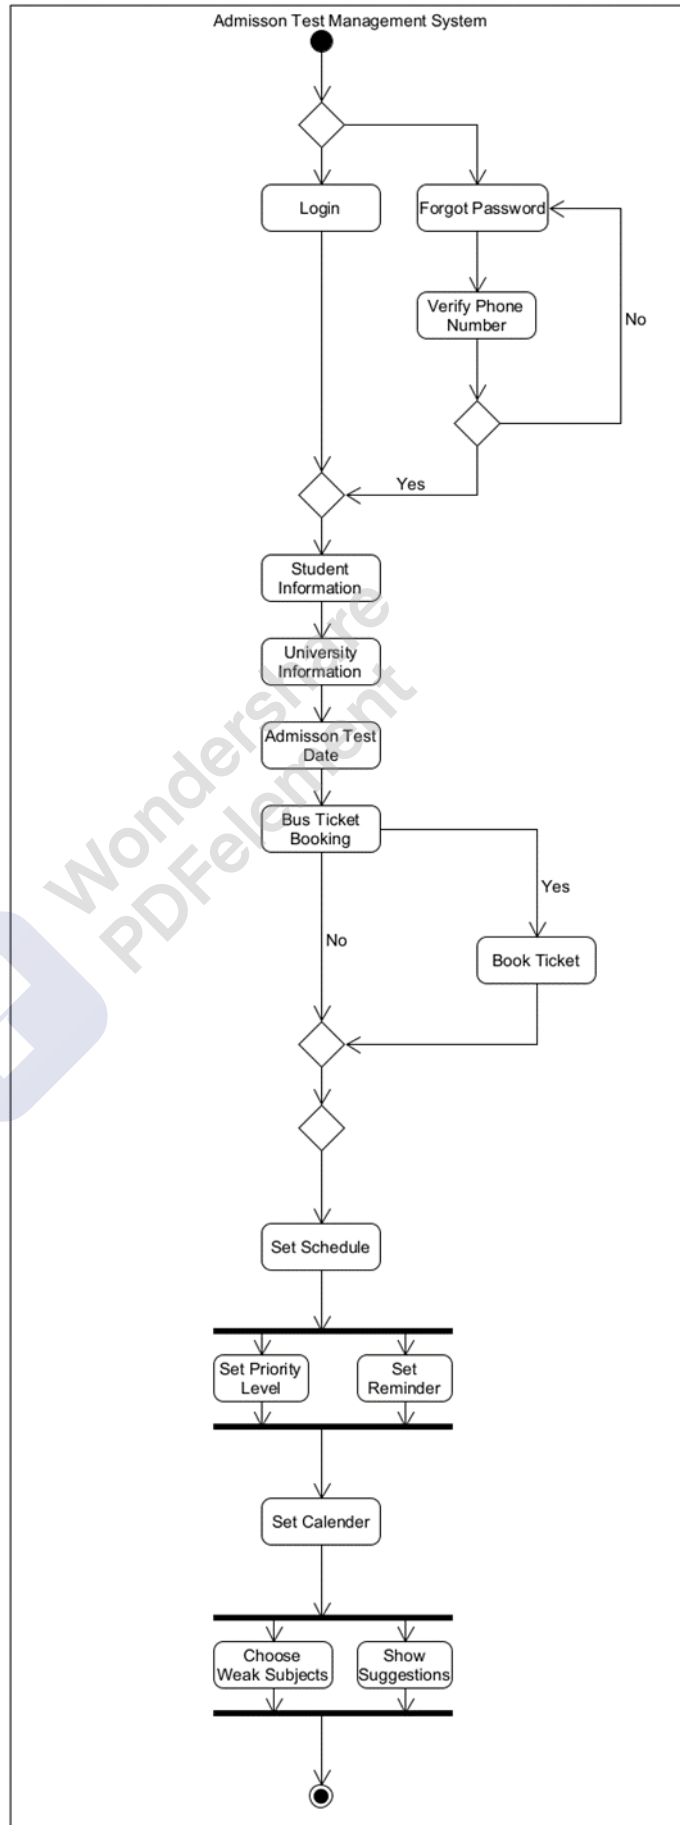 Admisson Test Management System
Login
Forgot Password
Verify Phone
Number
No
Yes
Student
Information
University
Information
Admisson Test
Date
Bus Ticket
Booking
Yes
No
Book Ticket
Set Schedule
Set Priority
Level
Set
Reminder
Set Calender
Choose
Weak Subjects
Show
Suggestions
Wondershare
PDFelement